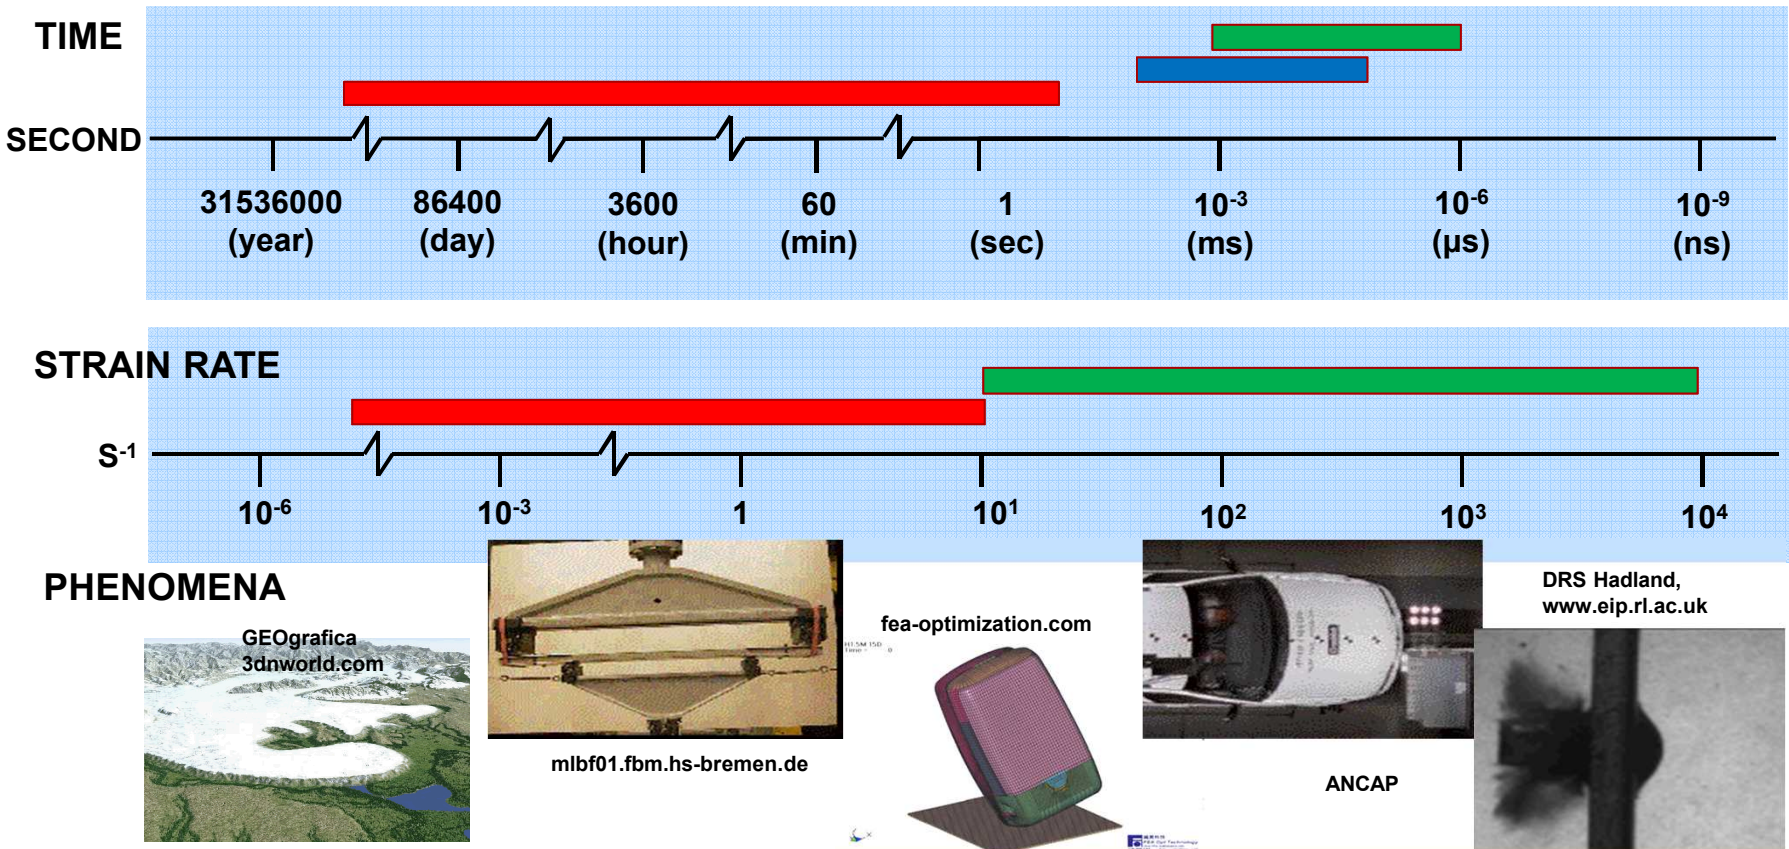 TIME
SECOND
31536000 86400 3600 60 1 10⁻³ 10⁻⁶ 10⁻⁹
(year) (day) (hour) (min) (sec) (ms) (µs) (ns)
STRAIN RATE
S⁻¹
10⁻⁶ 10⁻³ 1 10¹ 10² 10³ 10⁴
PHENOMENA
GEOgrafica
3dnworld.com
mlbf01.fbm.hs-bremen.de
fea-optimization.com
Time = 0
ANCAP
DRS Hadland,
www.eip.rl.ac.uk